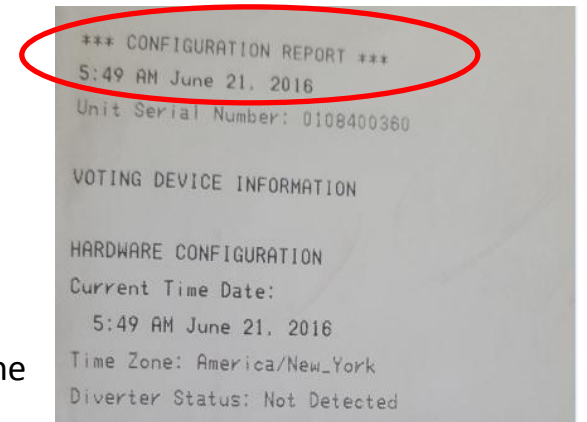 *** CONFIGURATION REPORT ***
5:49 AM June 21, 2016
Unit Serial Number: 0108400360
VOTING DEVICE INFORMATION
HARDWARE CONFIGURATION
Current Time Date:
5:49 AM June 21, 2016
Time Zone: America/New_York
Diverter Status: Not Detected